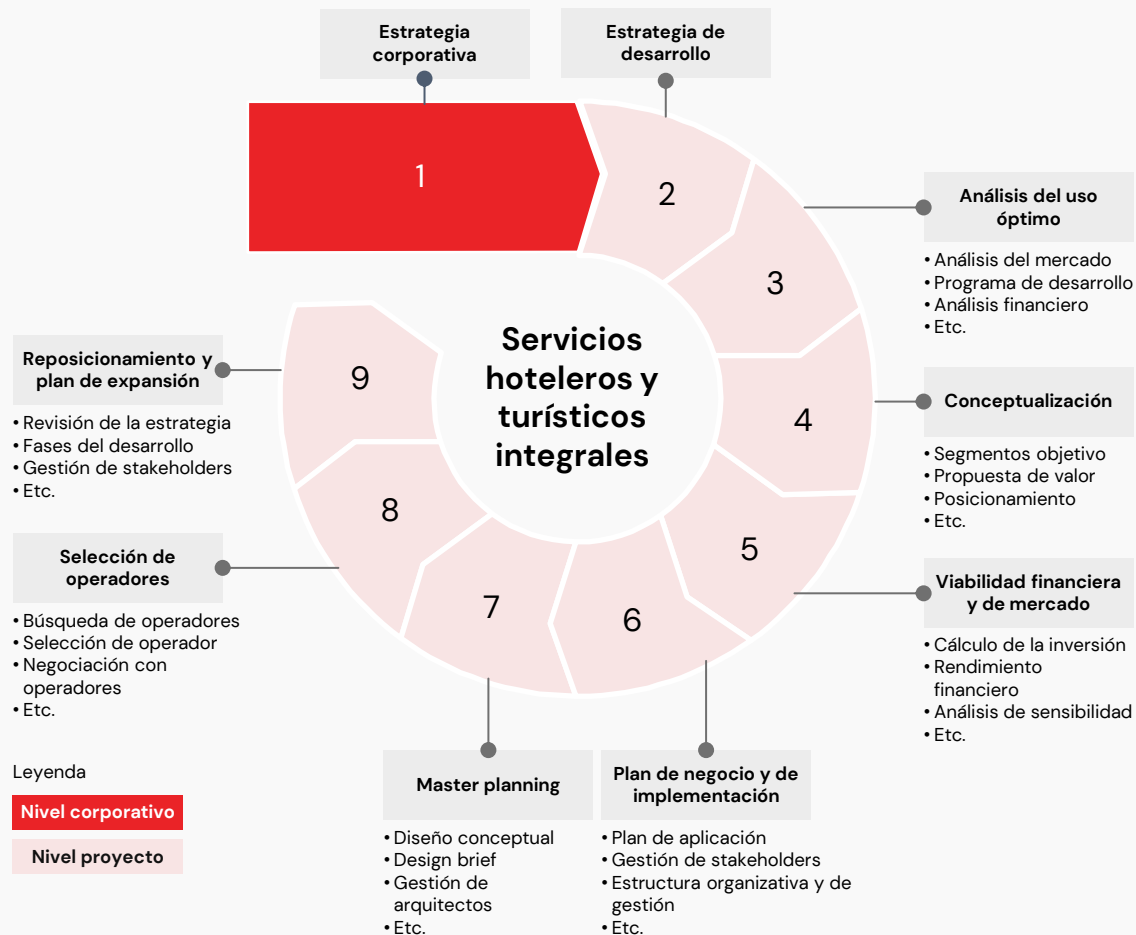 Estrategia
corporativa
Estrategia de
desarrollo
1
2
3
4
5
6
7
8
9
Servicios
hoteleros y
turísticos
integrales
Análisis del uso
óptimo
• Análisis del mercado
• Programa de desarrollo
• Análisis financiero
• Etc.
Conceptualización
• Segmentos objetivo
• Propuesta de valor
• Posicionamiento
• Etc.
Viabilidad financiera
y de mercado
• Cálculo de la inversión
• Rendimiento
financiero
• Análisis de sensibilidad
• Etc.
Plan de negocio y de
implementación
• Plan de aplicación
• Gestión de stakeholders
• Estructura organizativa y de
gestión
• Etc.
Master planning
• Diseño conceptual
• Design brief
• Gestión de
arquitectos
• Etc.
Selección de
operadores
• Búsqueda de operadores
• Selección de operador
• Negociación con
operadores
• Etc.
Reposicionamiento y
plan de expansión
• Revisión de la estrategia
• Fases del desarrollo
• Gestión de stakeholders
• Etc.
Leyenda
Nivel corporativo
Nivel proyecto